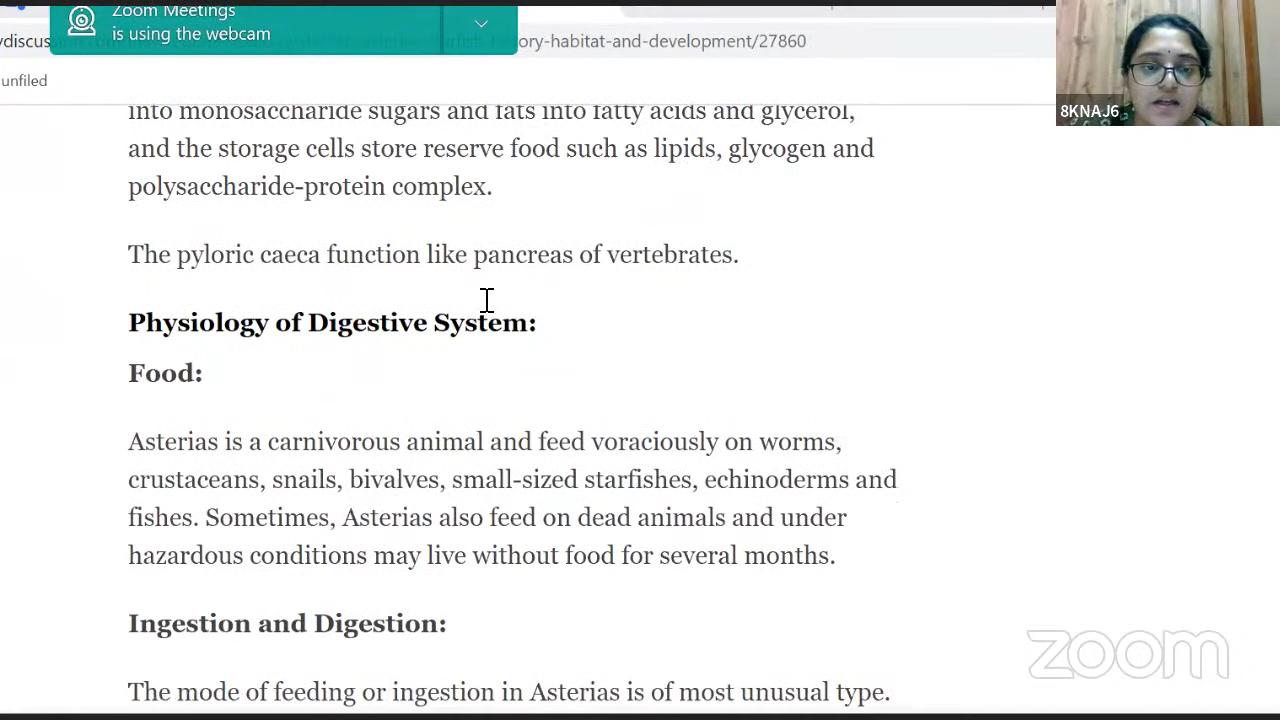 Zoom Meetings
is using the webcam
ory-habitat-and-development/27860
unfiled
8KNAJ6
into monosaccharide sugars and fats into fatty acids and glycerol,
and the storage cells store reserve food such as lipids, glycogen and
polysaccharide-protein complex.
The pyloric caeca function like pancreas of vertebrates.
Physiology of Digestive System:
Food:
Asterias is a carnivorous animal and feed voraciously on worms,
crustaceans, snails, bivalves, small-sized starfishes, echinoderms and
fishes. Sometimes, Asterias also feed on dead animals and under
hazardous conditions may live without food for several months.
Ingestion and Digestion:
zoom
The mode of feeding or ingestion in Asterias is of most unusual type.